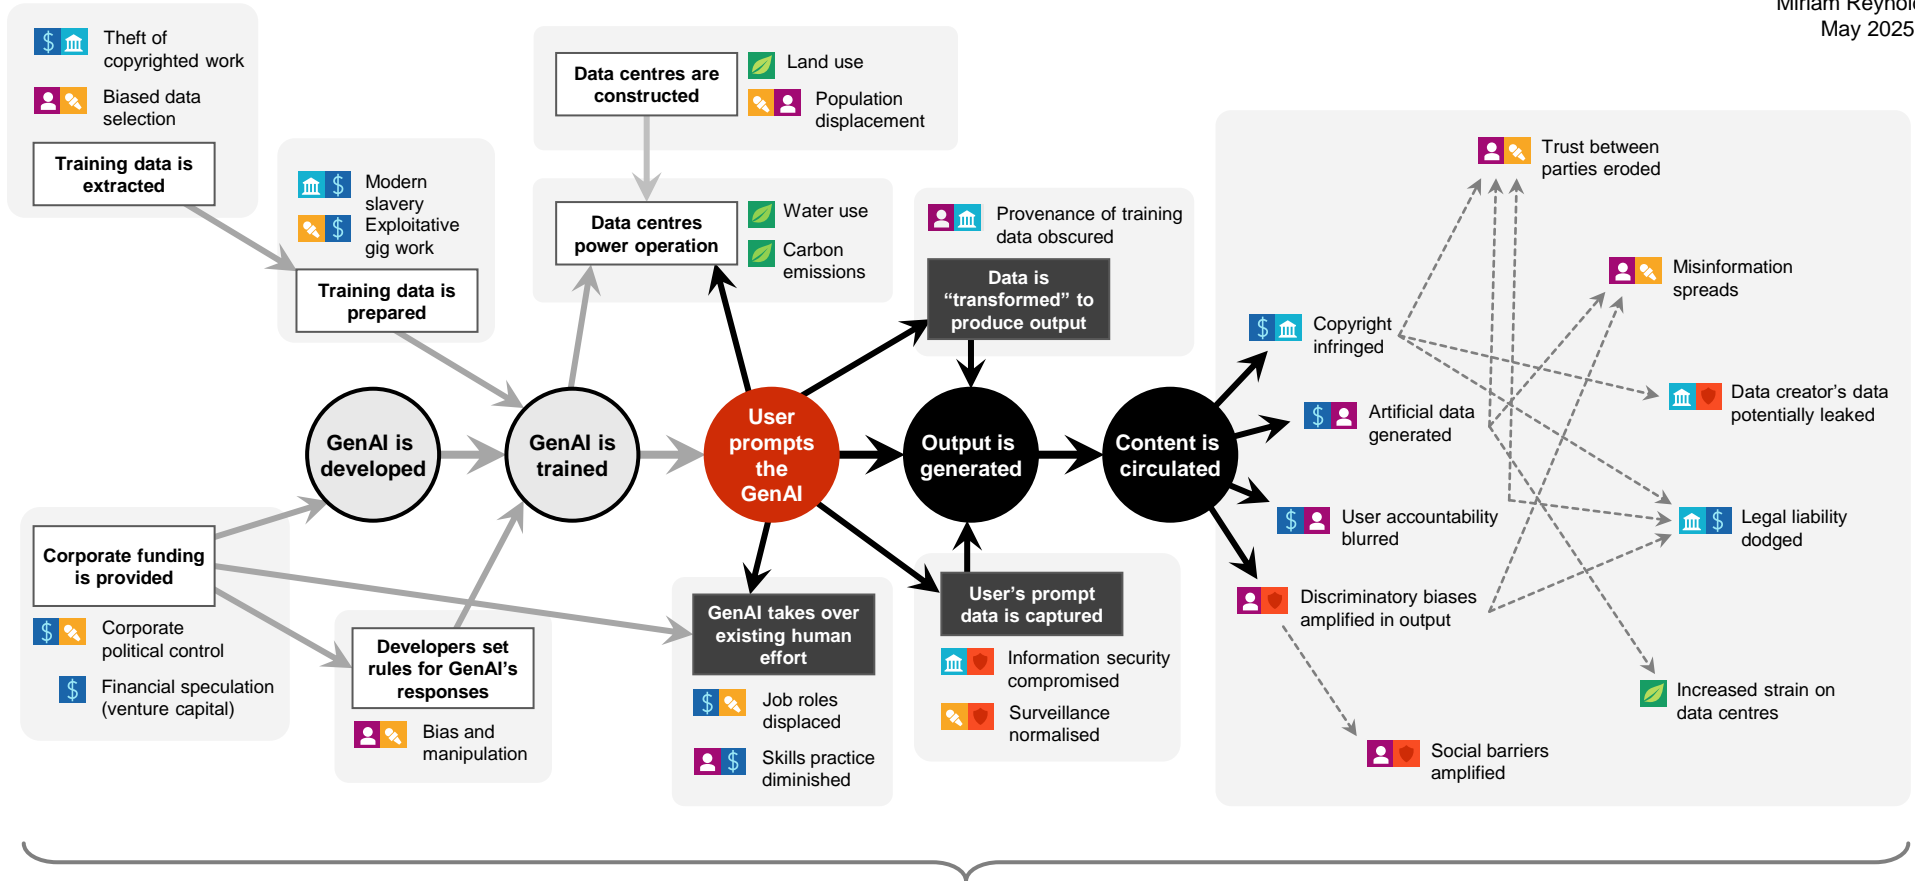 Miriam
May 2025
Theft of
copyrighted work
Biased data
selection
Training data is
extracted
Modern
slavery
Exploitative
gig work
Training data is
prepared
Data centres are
constructed
Land use
Population
displacement
Data centres
power operation
Water use
Carbon
emissions
Provenance of training
data obscured
Data is
“transformed” to
produce output
GenAI is
developed
GenAI is
trained
User
prompts
the
GenAI
Output is
generated
Content is
circulated
Corporate funding
is provided
Corporate
political control
Financial speculation
(venture capital)
Developers set
rules for GenAI’s
responses
Bias and
manipulation
GenAI takes over
existing human
effort
Job roles
displaced
Skills practice
diminished
User’s prompt
data is captured
Information security
compromised
Surveillance
normalised
Trust between
parties eroded
Misinformation
spreads
Copyright
infringed
Data creator’s data
potentially leaked
Artificial data
generated
User accountability
blurred
Legal liability
dodged
Discriminatory biases
amplified in output
Increased strain on
data centres
Social barriers
amplified